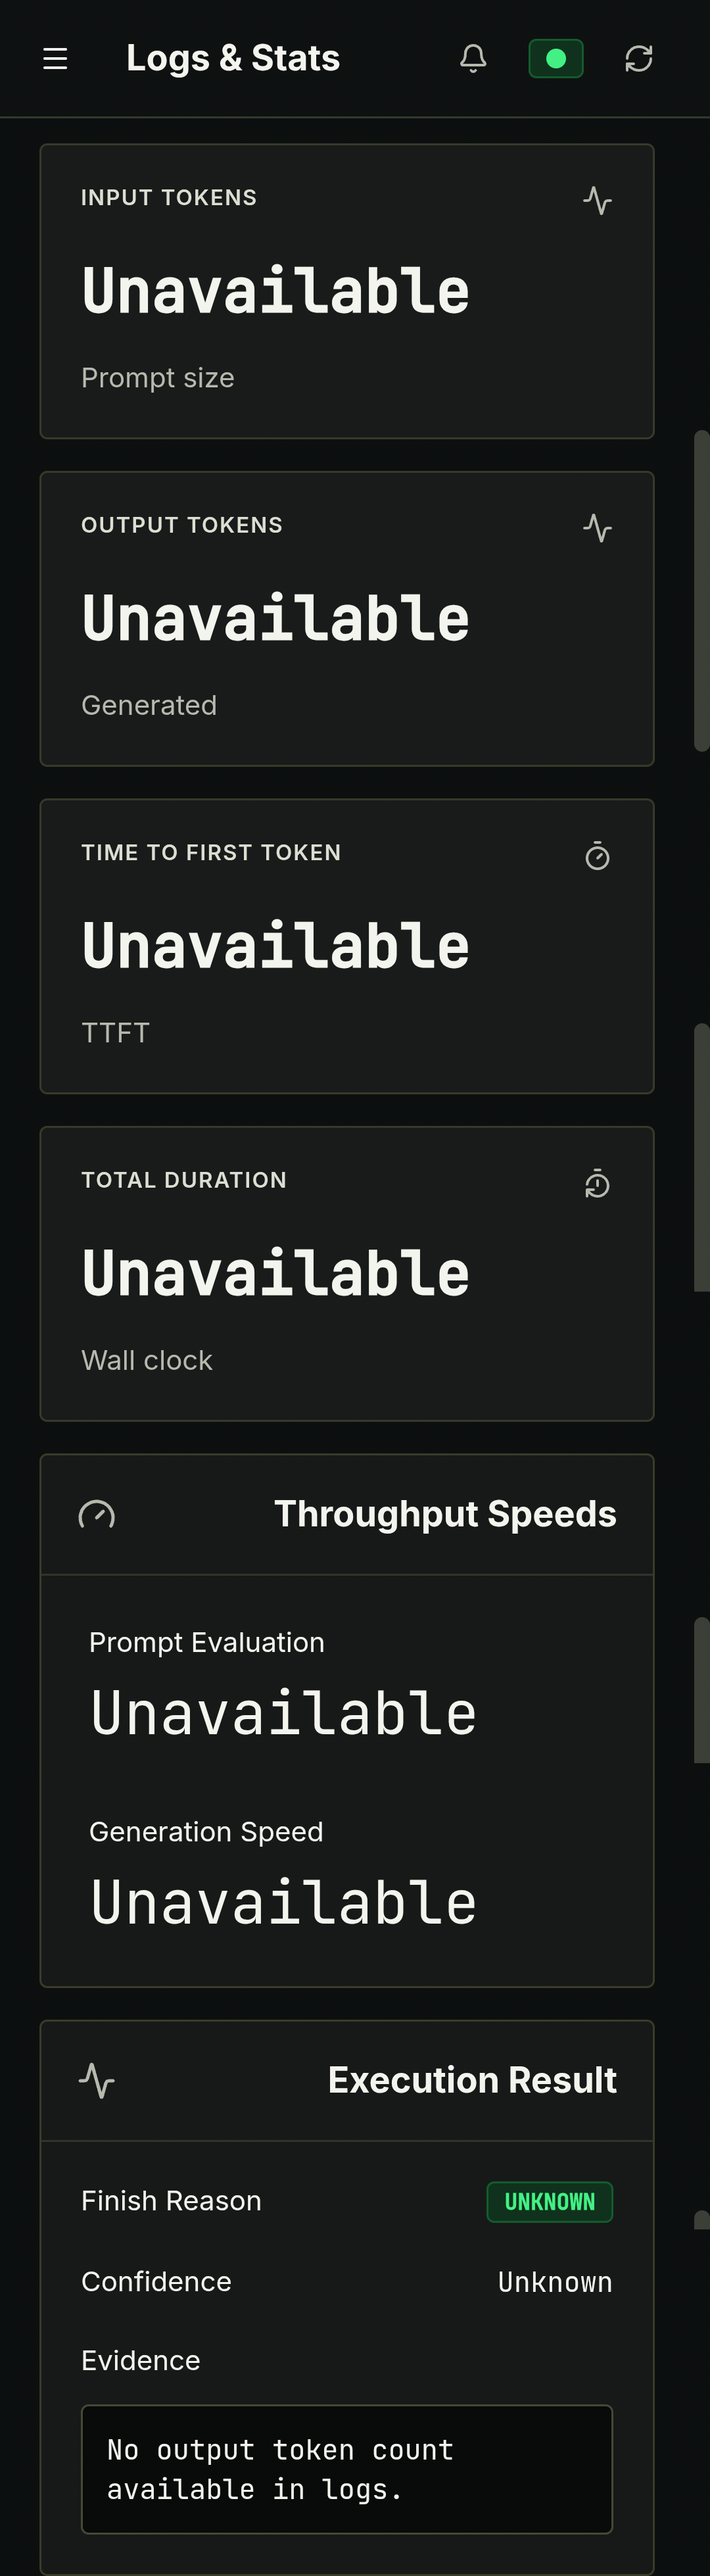 Logs & Stats
INPUT TOKENS
Unavailable
Prompt size
OUTPUT TOKENS
Unavailable
Generated
TIME TO FIRST TOKEN
Unavailable
TTFT
TOTAL DURATION
Unavailable
Wall clock
Throughput Speeds
Prompt Evaluation
Unavailable
Generation Speed
Unavailable
Execution Result
Finish Reason UNKNOWN
Confidence Unknown
Evidence
No output token count
available in logs.